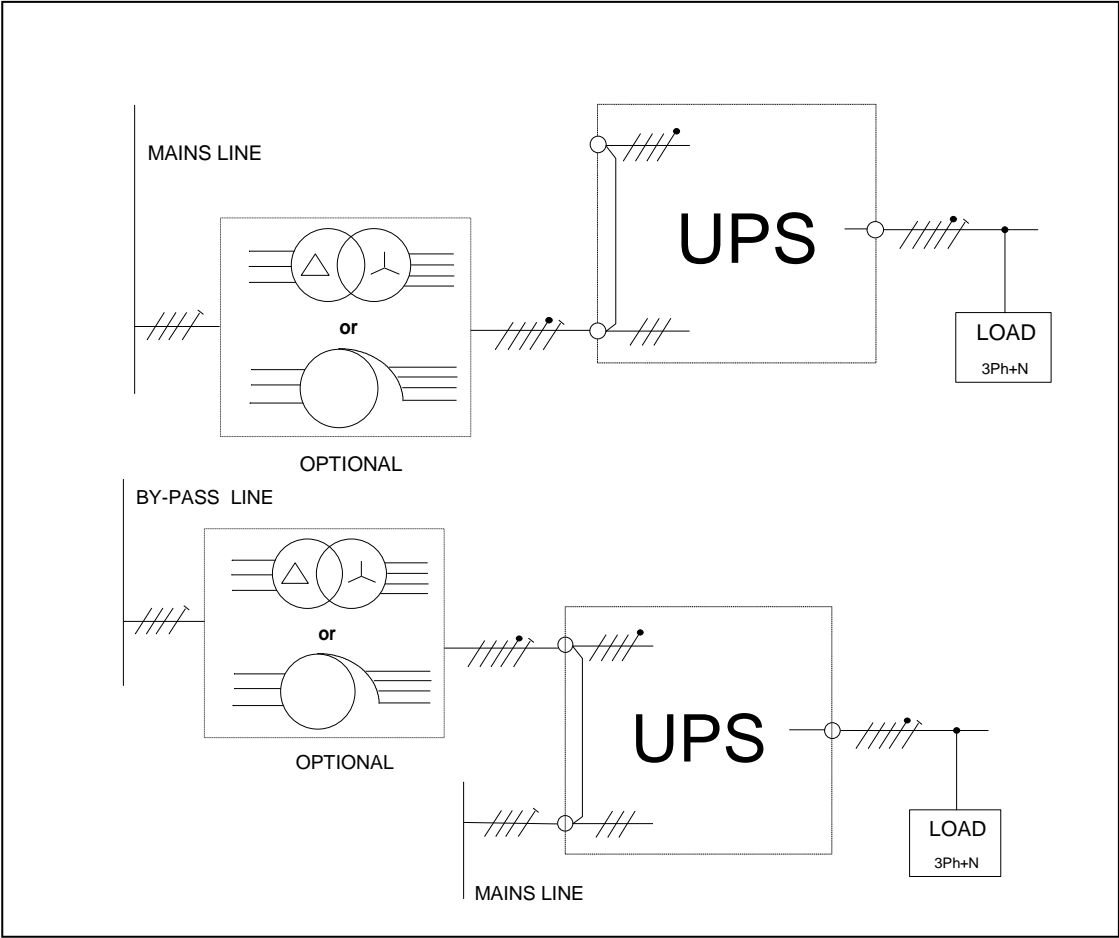 MAINS LINE
or
OPTIONAL
UPS
LOAD
3Ph+N
BY-PASS LINE
or
OPTIONAL
UPS
LOAD
3Ph+N
MAINS LINE